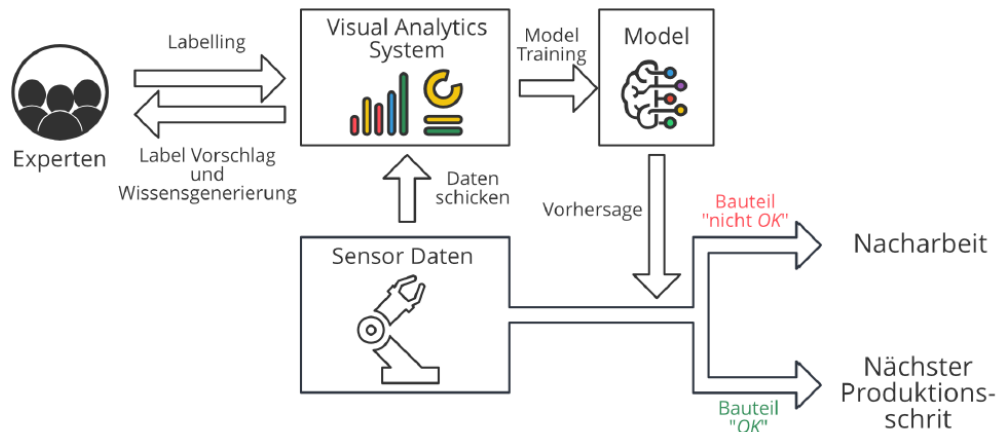 Labelling
Experten
Label Vorschlag
und
Wissensgenerierung
Visual Analytics
System
Model
Training
Model
Daten
schicken
Vorhersage
Sensor Daten
Bauteil
"nicht OK"
Nacharbeit
Bauteil
"OK"
Nächster
Produktions-
schrit